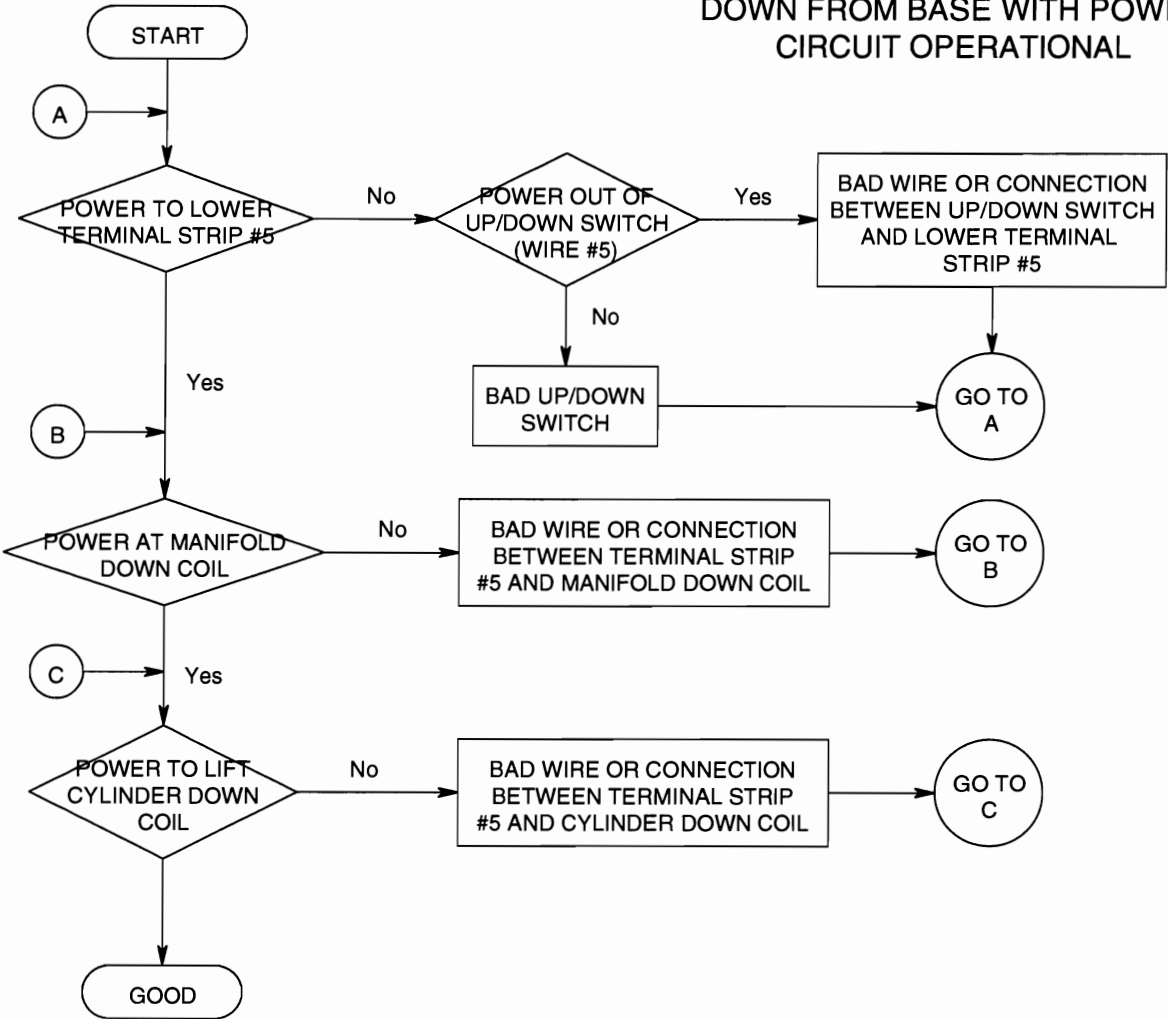 DOWN FROM BASE WITH
CIRCUIT OPERATIONAL
START
A
POWER TO LOWER
TERMINAL STRIP #5
No
POWER OUT OF
UP/DOWN SWITCH
(WIRE #5)
Yes
BAD WIRE OR CONNECTION
BETWEEN UP/DOWN SWITCH
AND LOWER TERMINAL
STRIP #5
No
Yes
BAD UP/DOWN
SWITCH
GO TO
A
B
POWER AT MANIFOLD
DOWN COIL
No
BAD WIRE OR CONNECTION
BETWEEN TERMINAL STRIP
#5 AND MANIFOLD DOWN COIL
GO TO
B
C
Yes
POWER TO LIFT
CYLINDER DOWN
COIL
No
BAD WIRE OR CONNECTION
BETWEEN TERMINAL STRIP
#5 AND CYLINDER DOWN COIL
GO TO
C
GOOD